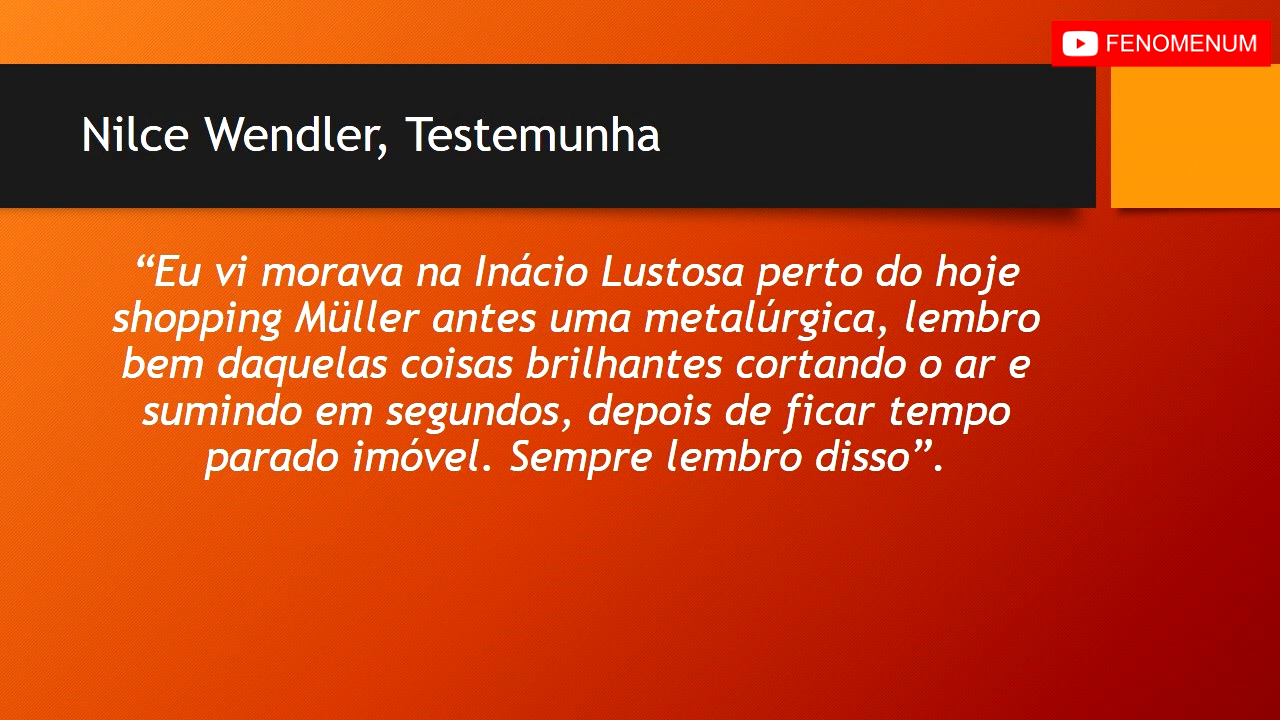 FENOMENUM
Nilce Wendler, Testemunha
“Eu vi morava na Inácio Lustosa perto do hoje
shopping Müller antes uma metalúrgica, lembro
bem daquelas coisas brilhantes cortando o ar e
sumindo em segundos, depois de ficar tempo
parado imóvel. Sempre lembro disso”.